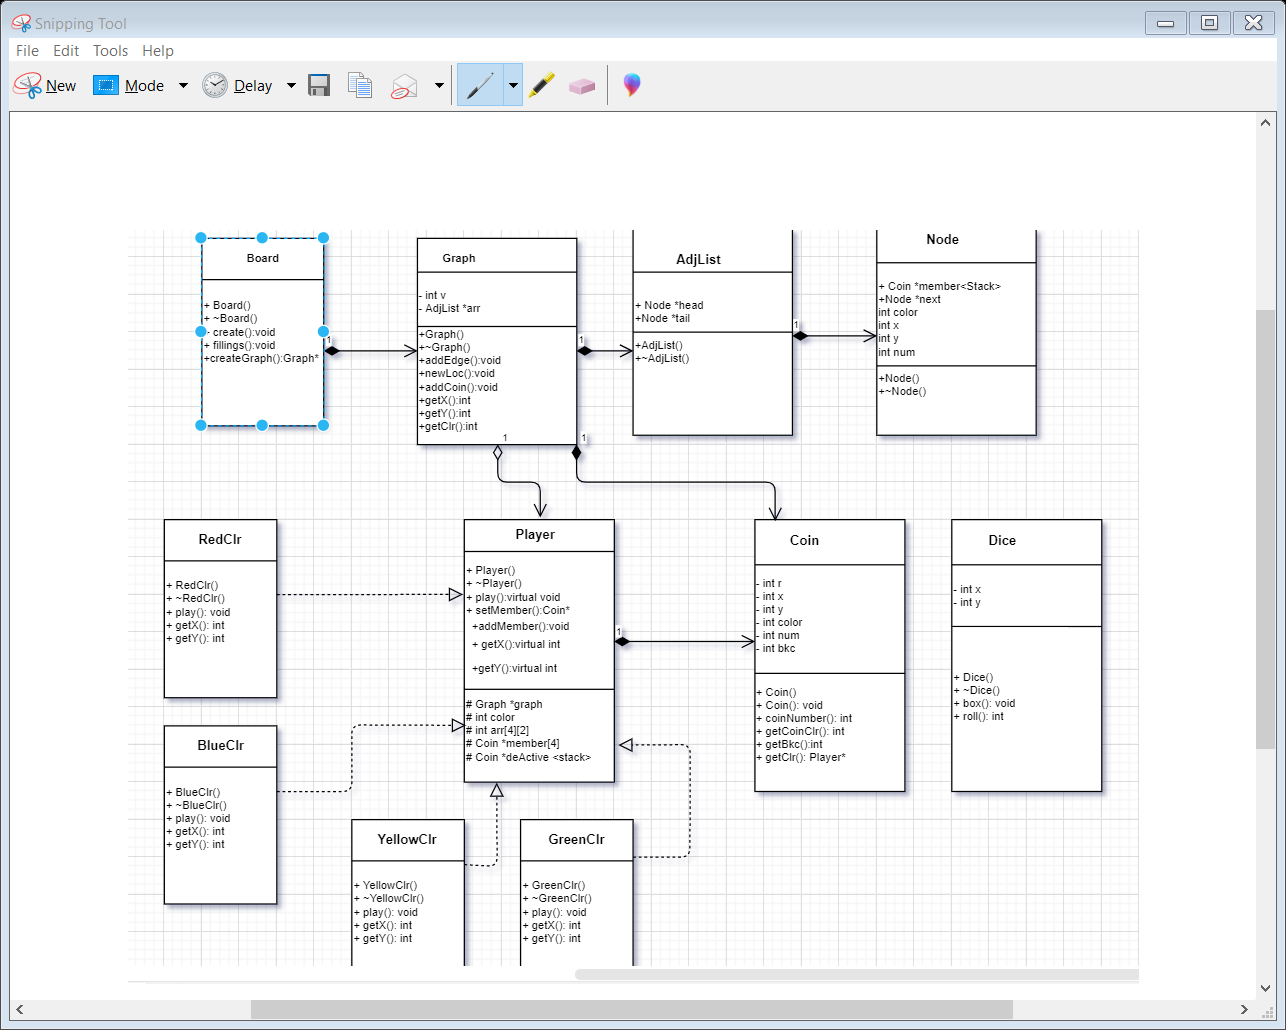 Snipping Tool
File Edit Tools Help
New Mode Delay
Board
+ Board()
+ ~Board()
- create():void
+ fillings():void
+createGraph():Graph*
1
Graph
- int v
- AdjList *arr
+Graph()
+~Graph()
+addEdge():void
+newLoc():void
+addCoin():void
+getX():int
+getY():int
+getClr():int
1
1
1
AdjList
+ Node *head
+Node *tail
+AdjList()
+~AdjList()
1
Node
+ Coin *member<Stack>
+Node *next
int color
int x
int y
int num
+Node()
+~Node()
RedClr
+ RedClr()
+ ~RedClr()
+ play(): void
+ getX(): int
+ getY(): int
Player
+ Player()
+ ~Player()
+ play():virtual void
+ setMember():Coin*
+addMember():void
+ getX():virtual int
+getY():virtual int
# Graph *graph
# int color
# int arr[4][2]
# Coin *member[4]
# Coin *deActive <stack>
1
Coin
- int r
- int x
- int y
- int color
- int num
- int bkc
+ Coin()
+ Coin(): void
+ coinNumber(): int
+ getCoinClr(): int
+ getBkc():int
+ getClr(): Player*
Dice
- int x
- int y
+ Dice()
+ ~Dice()
+ box(): void
+ roll(): int
BlueClr
+ BlueClr()
+ ~BlueClr()
+ play(): void
+ getX(): int
+ getY(): int
YellowClr
+ YellowClr()
+ ~YellowClr()
+ play(): void
+ getX(): int
+ getY(): int
GreenClr
+ GreenClr()
+ ~GreenClr()
+ play(): void
+ getX(): int
+ getY(): int